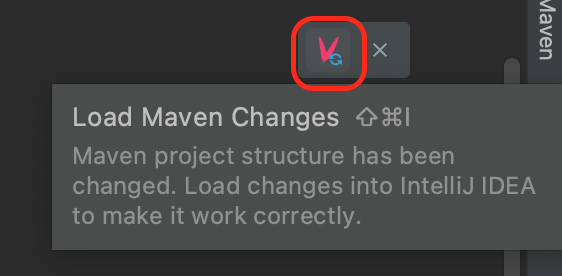 Maven
Load Maven Changes ⇧⌘I
Maven project structure has been
changed. Load changes into IntelliJ IDEA
to make it work correctly.